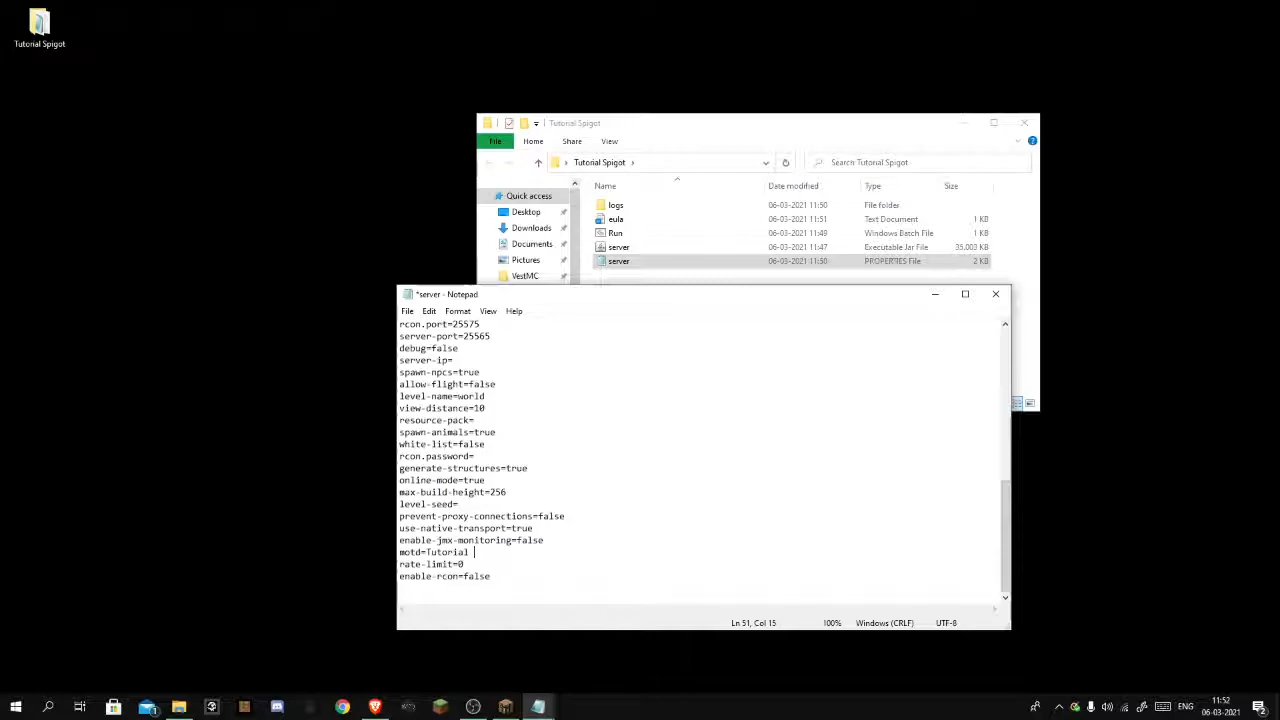 Tutorial Spigot
Tutorial Spigot
File Home Share View
Tutorial Spigot
Search Tutorial Spigot
Name Date modified Type Size
Quick access
Desktop
Downloads
Documents
Pictures
VestMC
logs 06-03-2021 11:50 File folder
eula 06-03-2021 11:51 Text Document 1 KB
Run 06-03-2021 11:49 Windows Batch File 1 KB
server 06-03-2021 11:47 Executable Jar File 35.003 KB
server 06-03-2021 11:50 PROPERTIES File 2 KB
*server - Notepad
File Edit Format View Help
rcon.port=25575
server-port=25565
debug=false
server-ip=
spawn-npcs=true
allow-flight=false
level-name=world
view-distance=10
resource-pack=
spawn-animals=true
white-list=false
rcon.password=
generate-structures=true
online-mode=true
max-build-height=256
level-seed=
prevent-proxy-connections=false
use-native-transport=true
enable-jmx-monitoring=false
motd=Tutorial
rate-limit=0
enable-rcon=false
Ln 51, Col 15 100% Windows (CRLF) UTF-8
ENG
11:52
06-03-2021